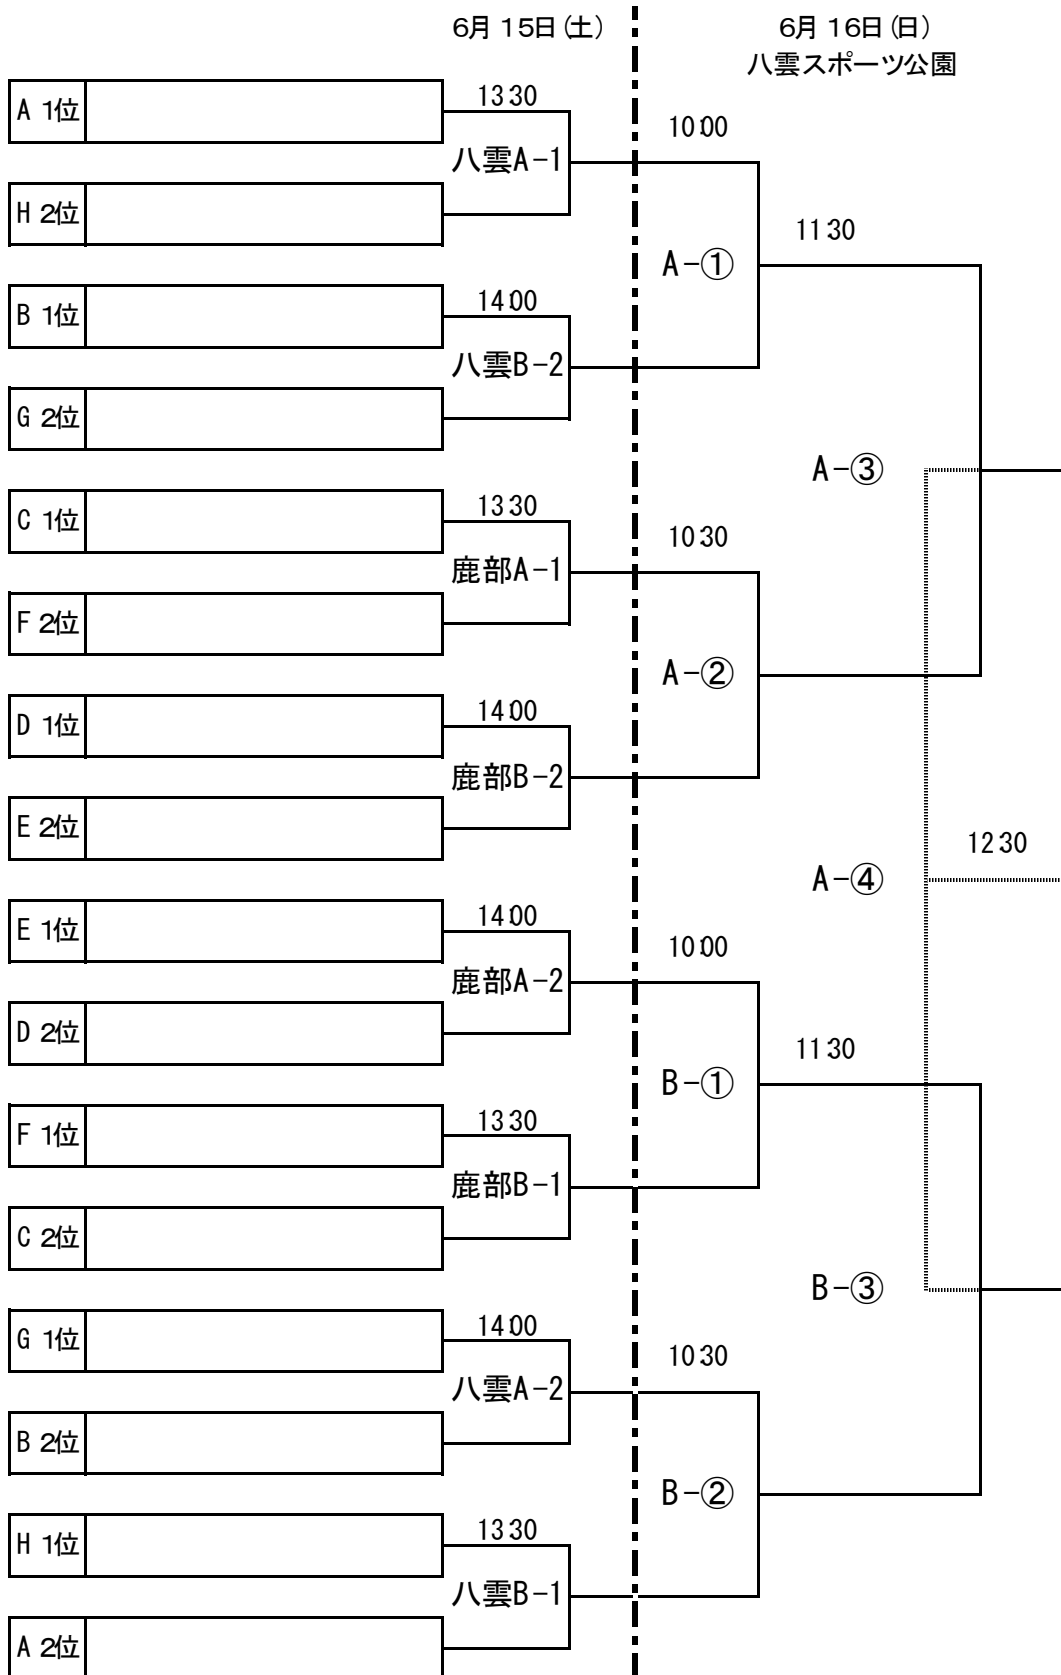 6月 15日(土)
6月 16日(日)
八雲スポーツ公園
A 1位
13:30
10:00
八雲A-1
H 2位
11:30
A-①
B 1位
14:00
八雲B-2
G 2位
A-③
C 1位
13:30
10:30
鹿部A-1
F 2位
A-②
D 1位
14:00
鹿部B-2
E 2位
12:30
A-④
E 1位
14:00
10:00
鹿部A-2
D 2位
11:30
B-①
F 1位
13:30
鹿部B-1
C 2位
B-③
G 1位
14:00
10:30
八雲A-2
B 2位
B-②
H 1位
13:30
八雲B-1
A 2位